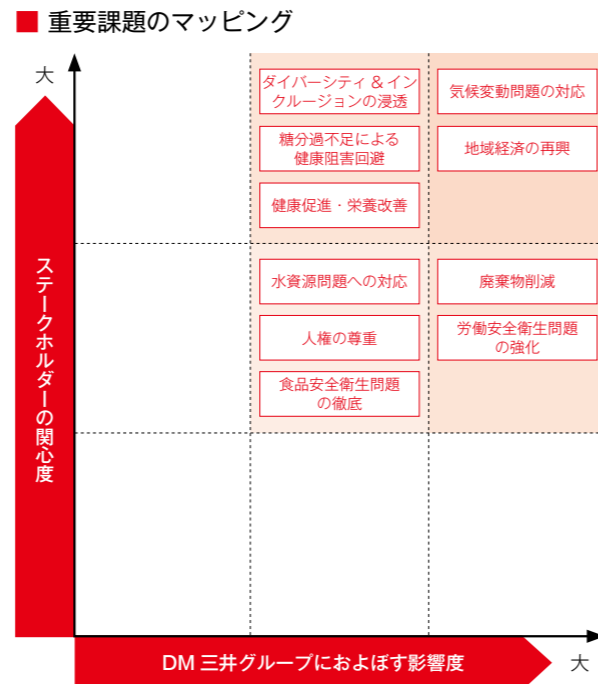 ■ 重要課題のマッピング
大
ダイバーシティ & イン
クルージョンの浸透
気候変動問題の対応
糖分過不足による
健康阻害回避
地域経済の再興
健康促進・栄養改善
水資源問題への対応
廃棄物削減
人権の尊重
労働安全衛生問題
の強化
食品安全衛生問題
の徹底
ステークホルダーの関心度
DM 三井グループにおよぼす影響度
大